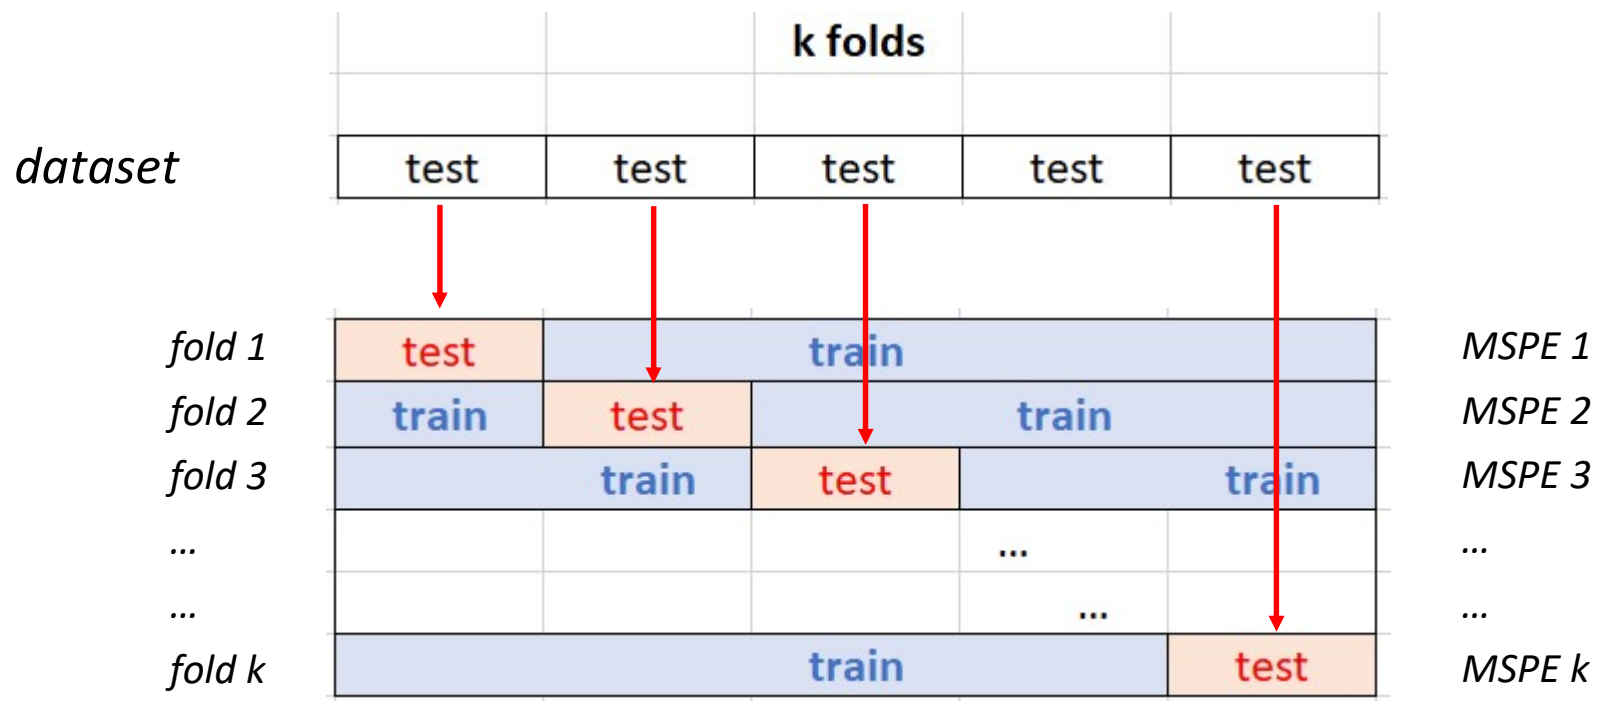 k folds
dataset test test test test test
fold 1 test train MSPE 1
fold 2 train test train MSPE 2
fold 3 train test train MSPE 3
... ... ...
... ... ...
fold k train test MSPE k